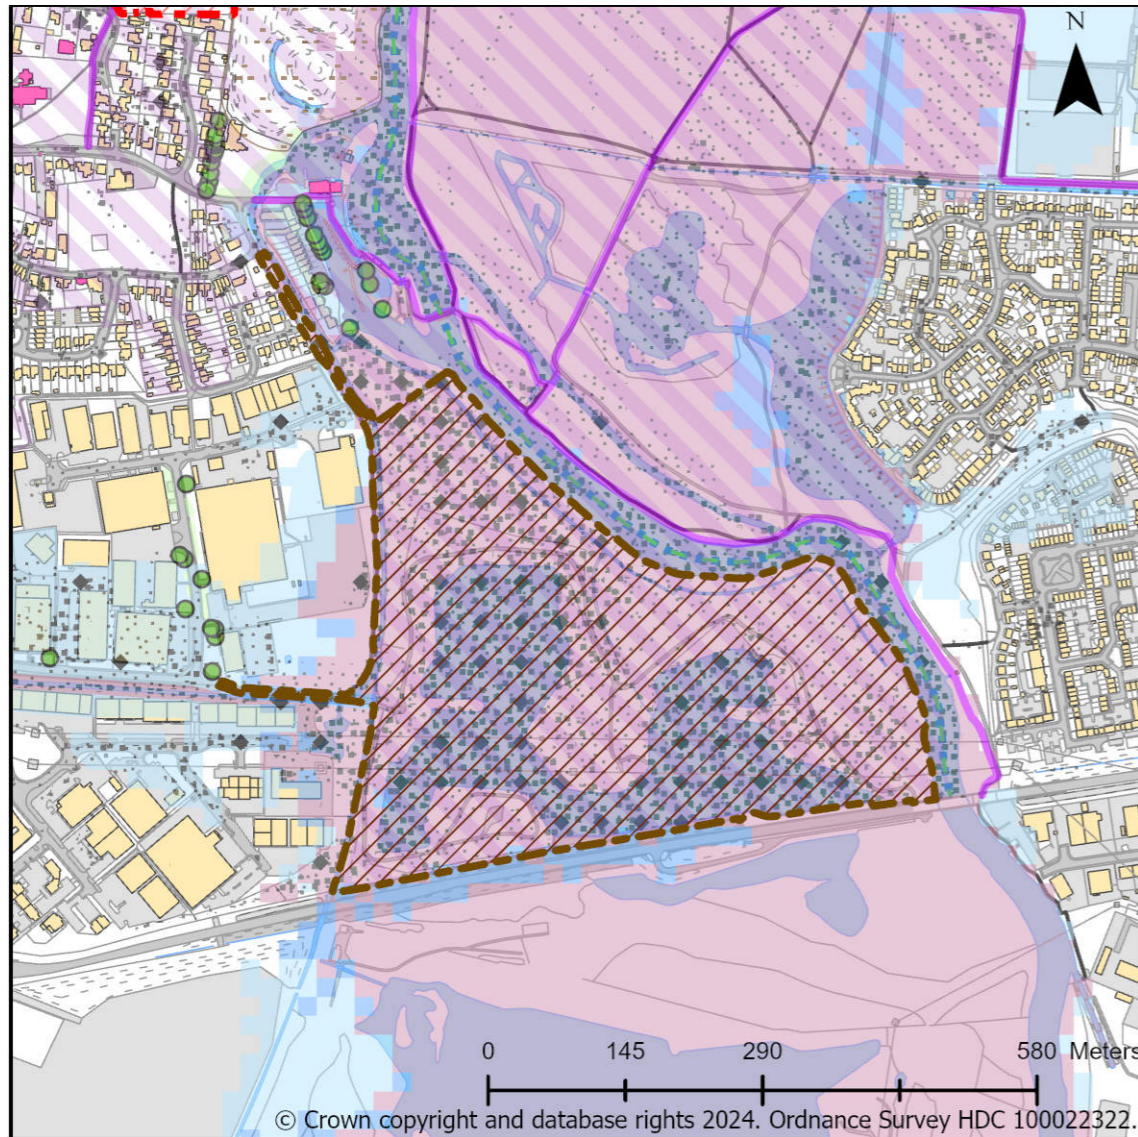 N
0 145 290 580 Meters
© Crown copyright and database rights 2024. Ordnance Survey HDC 100022322.